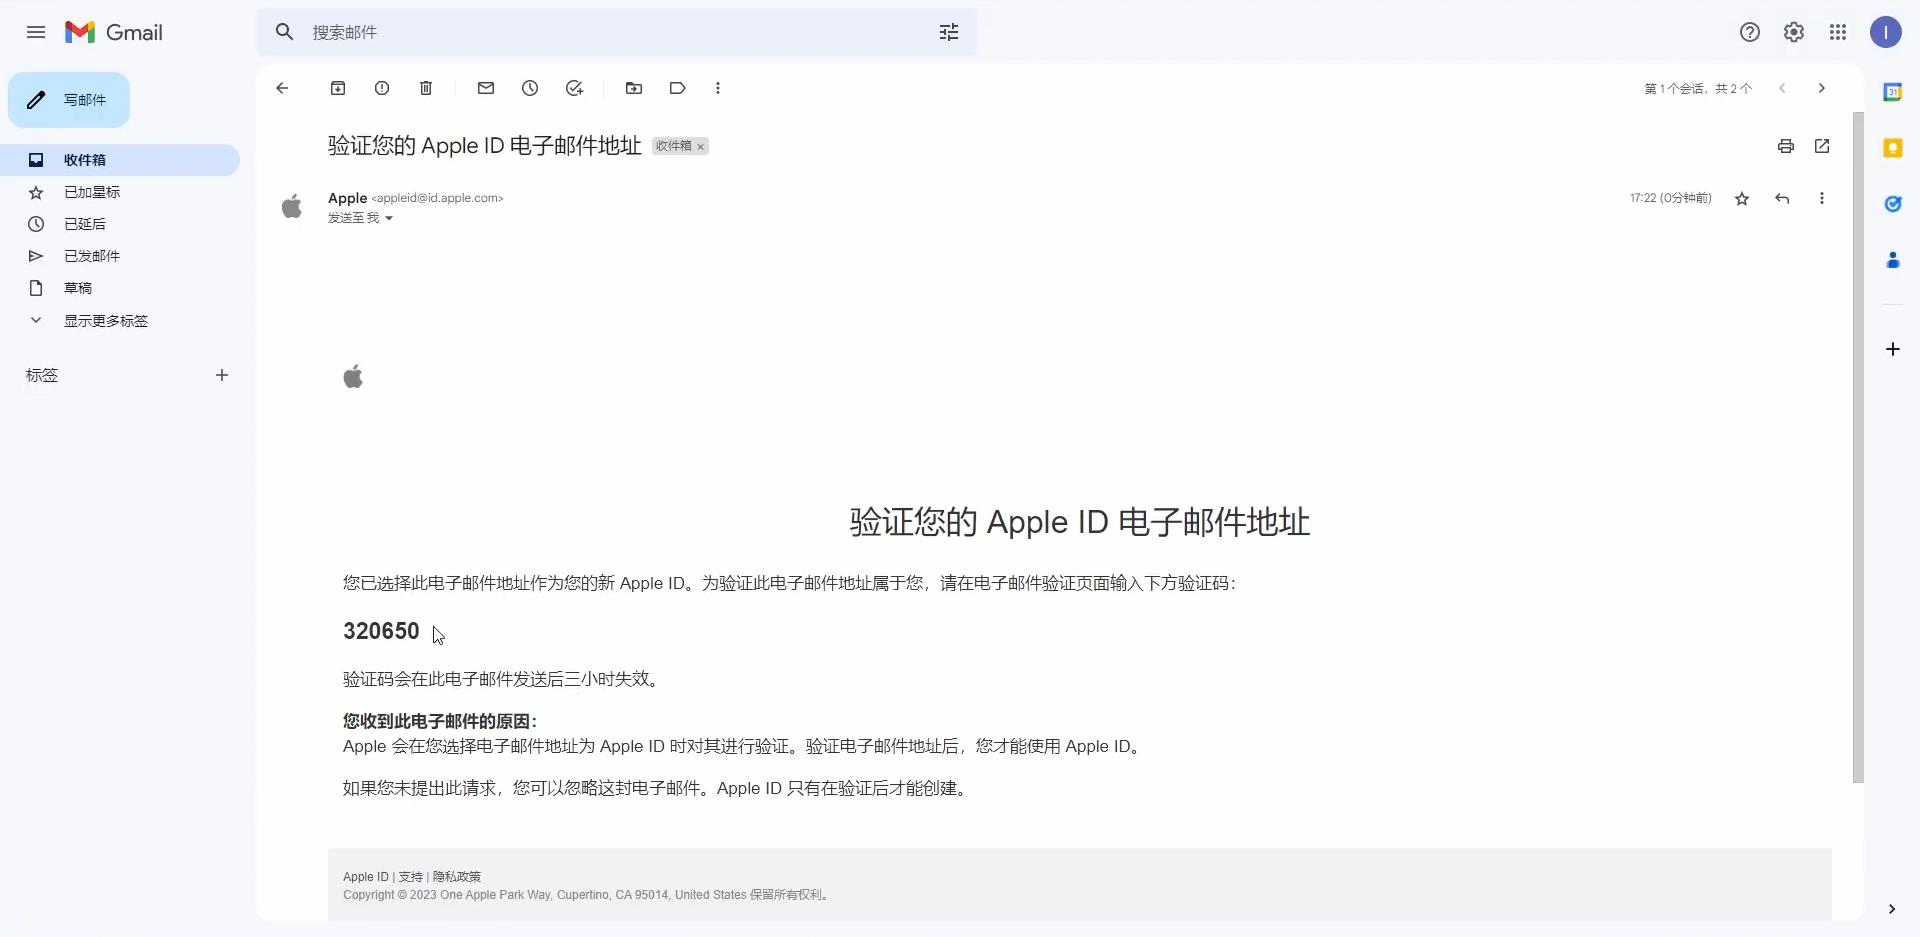 Gmail
搜索邮件
I
写邮件
收件箱
已加星标
已延后
已发邮件
草稿
显示更多标签
标签
第 1 个会话，共 2 个
31
验证您的 Apple ID 电子邮件地址 收件箱 ×
Apple <appleid@id.apple.com>
17:22 (0分钟前)
发送至 我
验证您的 Apple ID 电子邮件地址
您已选择此电子邮件地址作为您的新 Apple ID。为验证此电子邮件地址属于您，请在电子邮件验证页面输入下方验证码：
320650
验证码会在此电子邮件发送后三小时失效。
您收到此电子邮件的原因：
Apple 会在您选择电子邮件地址为 Apple ID 时对其进行验证。验证电子邮件地址后，您才能使用 Apple ID。
如果您未提出此请求，您可以忽略这封电子邮件。Apple ID 只有在验证后才能创建。
Apple ID | 支持 | 隐私政策
Copyright © 2023 One Apple Park Way, Cupertino, CA 95014, United States 保留所有权利。